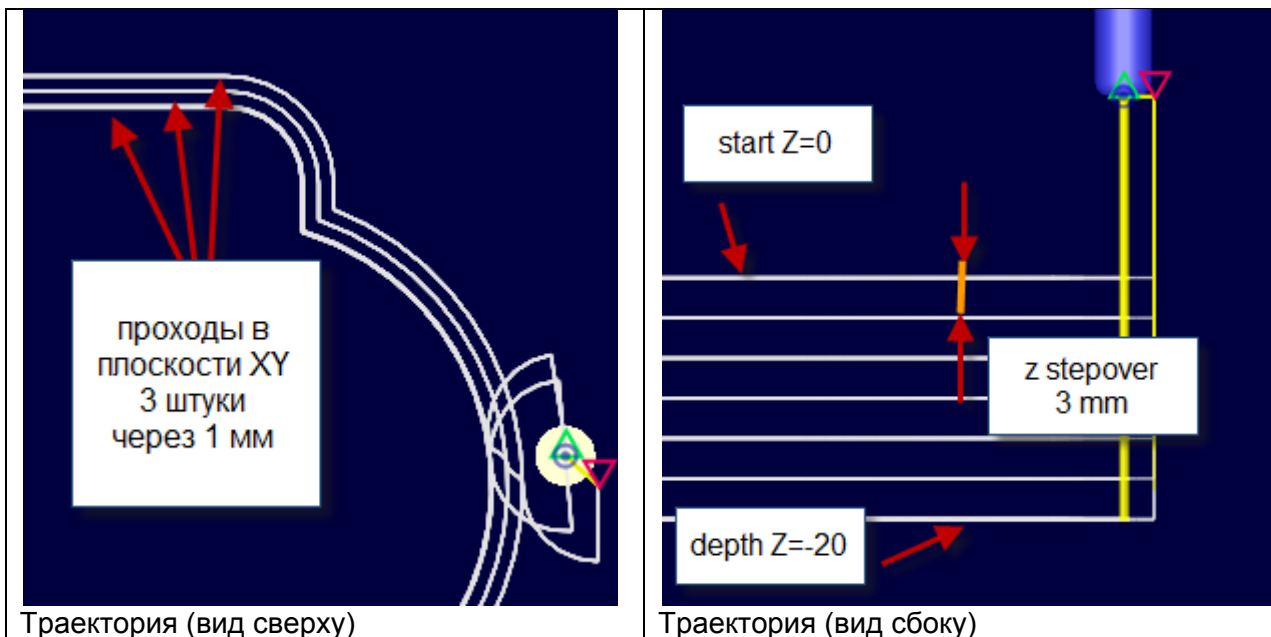 проходы в
плоскости XY
3 штуки
через 1 мм
start Z=0
z stepover
3 mm
depth Z=-20
Траектория (вид сверху)
Траектория (вид сбоку)